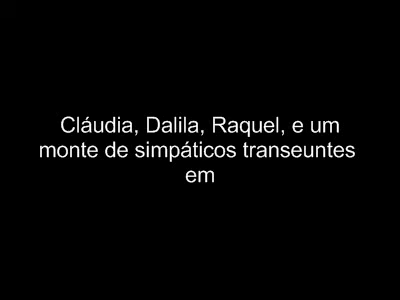 Cláudia, Dalila, Raquel, e um
monte de simpáticos transeuntes
em